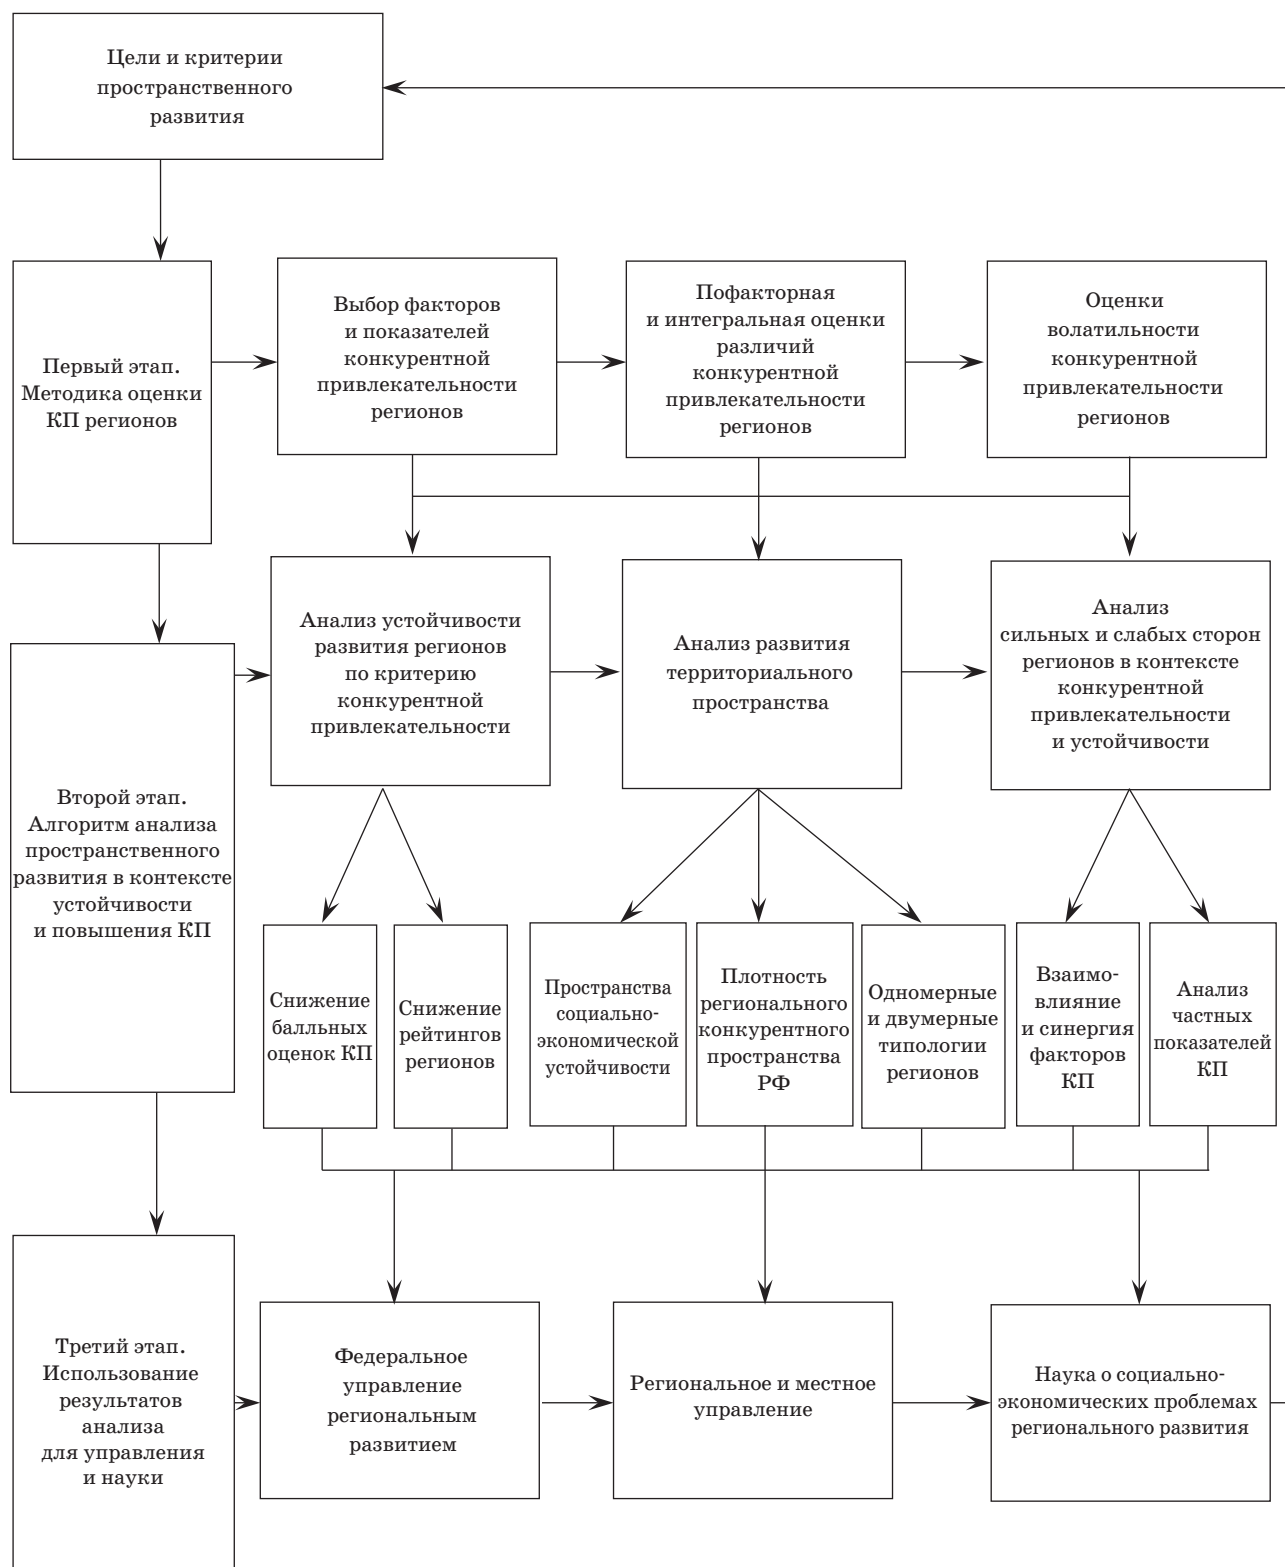 Цели и критерии
пространственного
развития
Первый этап.
Методика оценки
КП регионов
Выбор факторов
и показателей
конкурентной
привлекательности
регионов
Пофакторная
и интегральная оценки
различий
конкурентной
привлекательности
регионов
Оценки
волатильности
конкурентной
привлекательности
регионов
Второй этап.
Алгоритм анализа
пространственного
развития в контексте
устойчивости
и повышения КП
Анализ устойчивости
развития регионов
по критерию
конкурентной
привлекательности
Анализ развития
территориального
пространства
Анализ
сильных и слабых сторон
регионов в контексте
конкурентной
привлекательности
и устойчивости
Снижение
балльных
оценок КП
Снижение
рейтингов
регионов
Пространства
социально-
экономической
устойчивости
Плотность
регионального
конкурентного
пространства
РФ
Одномерные
и двумерные
типологии
регионов
Взаимо-
влияние
и синергия
факторов
КП
Анализ
частных
показателей
КП
Третий этап.
Использование
результатов
анализа
для управления
и науки
Федеральное
управление
региональным
развитием
Региональное и местное
управление
Наука о социально-
экономических проблемах
регионального развития